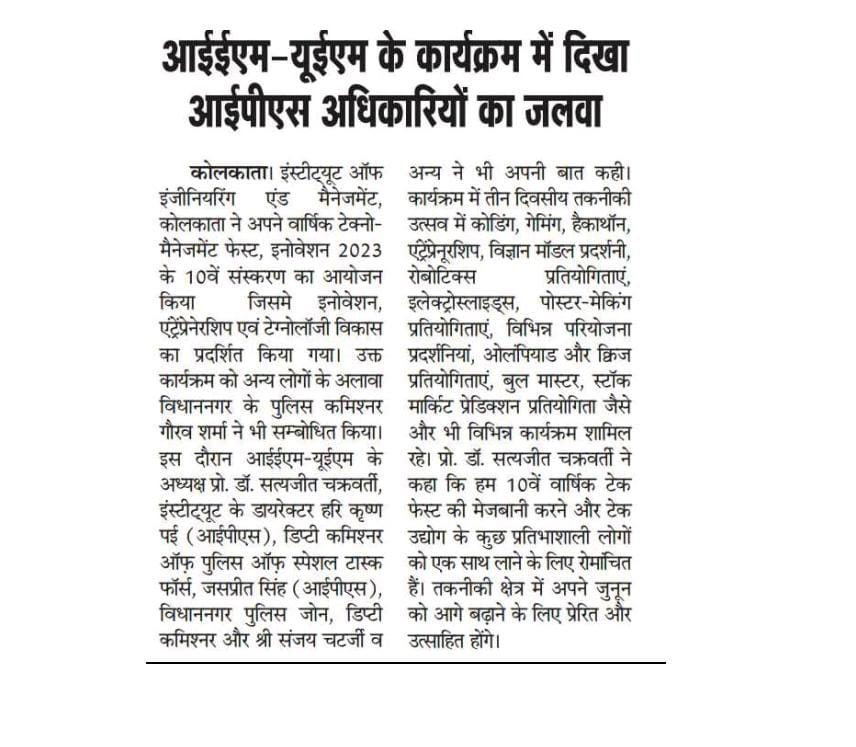 आईईएम-यूईएम के कार्यक्रम में दिखा
आईपीएस अधिकारियों का जलवा
कोलकाता। इंस्टीट्यूट ऑफ
इंजीनियरिंग एंड मैनेजमेंट,
कोलकाता ने अपने वार्षिक टेक्नो-
मैनेजमेंट फेस्ट, इनोवेशन 2023
के 10वें संस्करण का आयोजन
किया जिसमे इनोवेशन,
एंट्रेंप्रेनेरशिप एवं टेग्नोलॉजी विकास
का प्रदर्शित किया गया। उक्त
कार्यक्रम को अन्य लोगों के अलावा
विधाननगर के पुलिस कमिश्नर
गौरव शर्मा ने भी सम्बोधित किया।
इस दौरान आईईएम-यूईएम के
अध्यक्ष प्रो. डॉ. सत्यजीत चक्रवर्ती,
इंस्टीट्यूट के डायरेक्टर हरि कृष्ण
पई (आईपीएस), डिप्टी कमिश्नर
ऑफ़ पुलिस ऑफ़ स्पेशल टास्क
फॉर्स, जसप्रीत सिंह (आईपीएस),
विधाननगर पुलिस जोन, डिप्टी
कमिश्नर और श्री संजय चटर्जी व
अन्य ने भी अपनी बात कही।
कार्यक्रम में तीन दिवसीय तकनीकी
उत्सव में कोडिंग, गेमिंग, हैकाथॉन,
एंट्रेंप्रेनूरशिप, विज्ञान मॉडल प्रदर्शनी,
रोबोटिक्स प्रतियोगिताएं,
इलेक्ट्रोस्लाइड्स, पोस्टर-मेकिंग
प्रतियोगिताएं, विभिन्न परियोजना
प्रदर्शनियां, ओलंपियाड और क्विज
प्रतियोगिताएं, बुल मास्टर, स्टॉक
मार्किट प्रेडिक्शन प्रतियोगिता जैसे
और भी विभिन्न कार्यक्रम शामिल
रहे। प्रो. डॉ. सत्यजीत चक्रवर्ती ने
कहा कि हम 10वें वार्षिक टेक
फेस्ट की मेजबानी करने और टेक
उद्योग के कुछ प्रतिभाशाली लोगों
को एक साथ लाने के लिए रोमांचित
हैं। तकनीकी क्षेत्र में अपने जुनून
को आगे बढ़ाने के लिए प्रेरित और
उत्साहित होंगे।